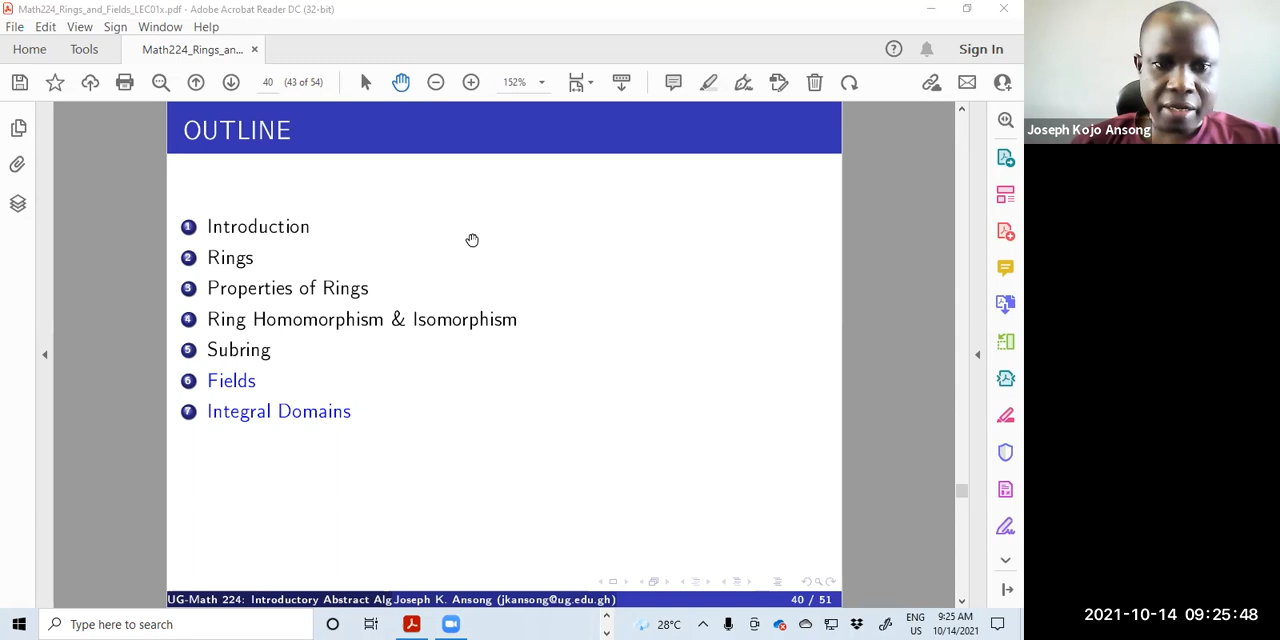 Math224_Rings_and_Fields_LEC01x.pdf - Adobe Acrobat Reader DC (32-bit)
File Edit View Sign Window Help
Home Tools Math224_Rings_an... × Sign In
40 (43 of 54) 152%
Joseph Kojo Ansong
OUTLINE
1 Introduction
2 Rings
3 Properties of Rings
4 Ring Homomorphism & Isomorphism
5 Subring
6 Fields
7 Integral Domains
UG-Math 224: Introductory Abstract Alg Joseph K. Ansong (jkansong@ug.edu.gh) 40 / 51
2021-10-14 09:25:48
Type here to search
28°C
ENG
US
9:25 AM
10/14/2021